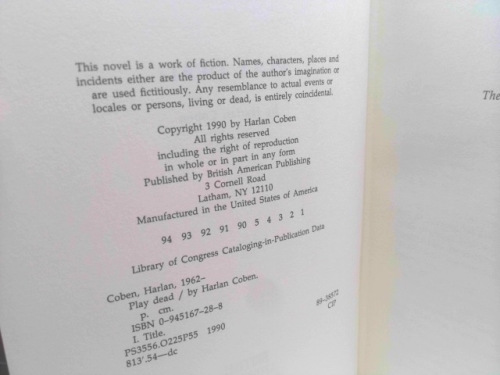 This novel is a work of fiction. Names, characters, places and
incidents either are the product of the author's imagination or
are used fictitiously. Any resemblance to actual events or
locales or persons, living or dead, is entirely coincidental.
Copyright 1990 by Harlan Coben
All rights reserved
including the right of reproduction
in whole or in part in any form
Published by British American Publishing
3 Cornell Road
Latham, NY 12110
Manufactured in the United States of America
94 93 92 91 90 5 4 3 2 1
Library of Congress Cataloging-in-Publication Data
Coben, Harlan, 1962–
Play dead / by Harlan Coben.
p. cm.
ISBN 0-945167-28-8
I. Title.
PS3556.O225P55 1990
813'.54—dc
CIP
The